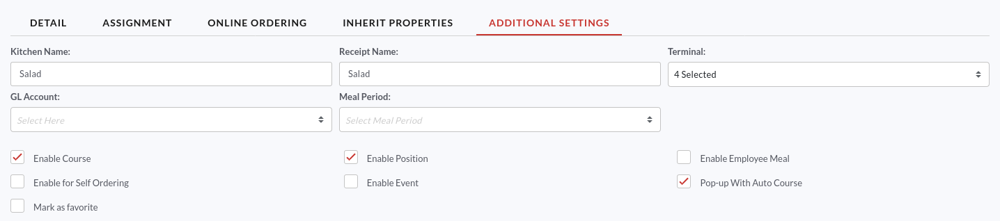 DETAIL ASSIGNMENT ONLINE ORDERING INHERIT PROPERTIES ADDITIONAL SETTINGS
Kitchen Name: Receipt Name: Terminal:
Salad Salad 4 Selected
GL Account: Meal Period:
Select Here Select Meal Period
Enable Course Enable Position Enable Employee Meal
Enable for Self Ordering Enable Event Pop-up With Auto Course
Mark as favorite